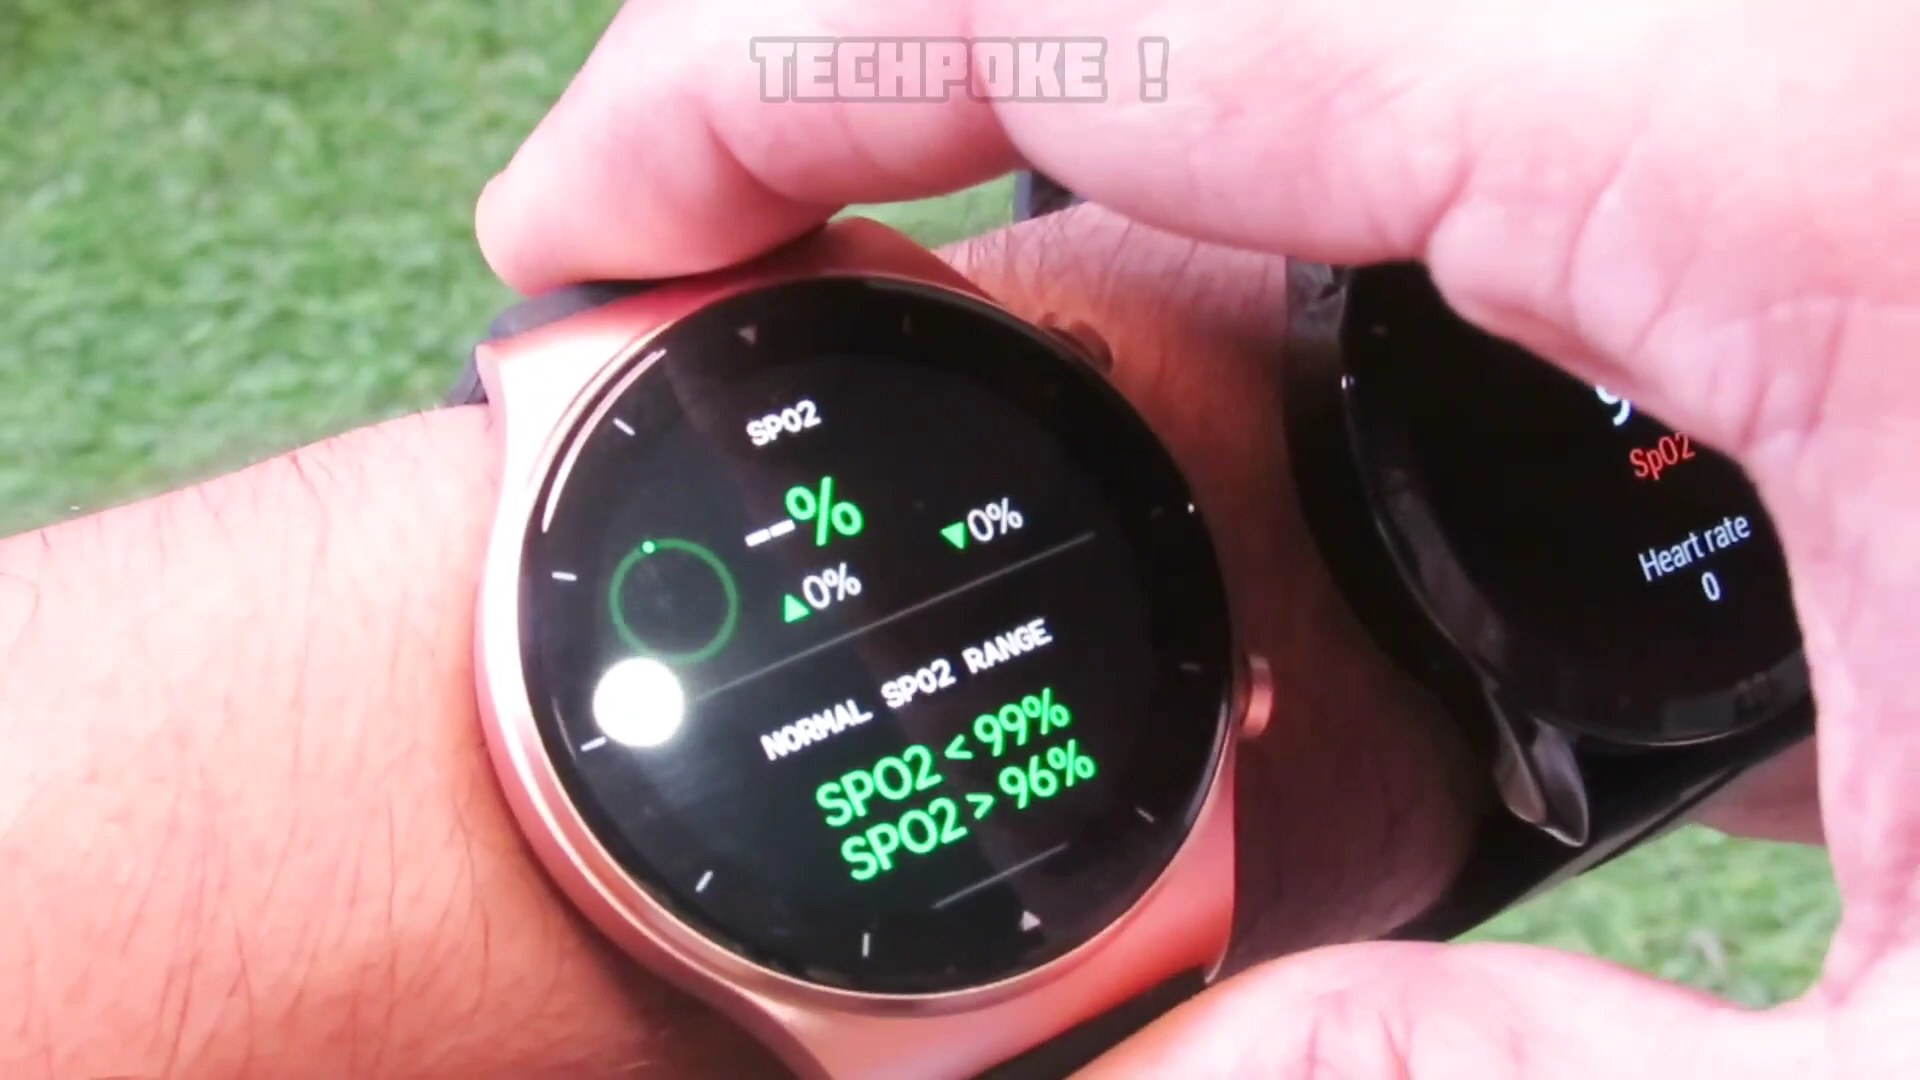 TECHPOKE !
SPO2
--%
▼0%
▲0%
NORMAL SPO2 RANGE
SPO2 < 99%
SPO2 > 96%
SpO2
Heart rate
0